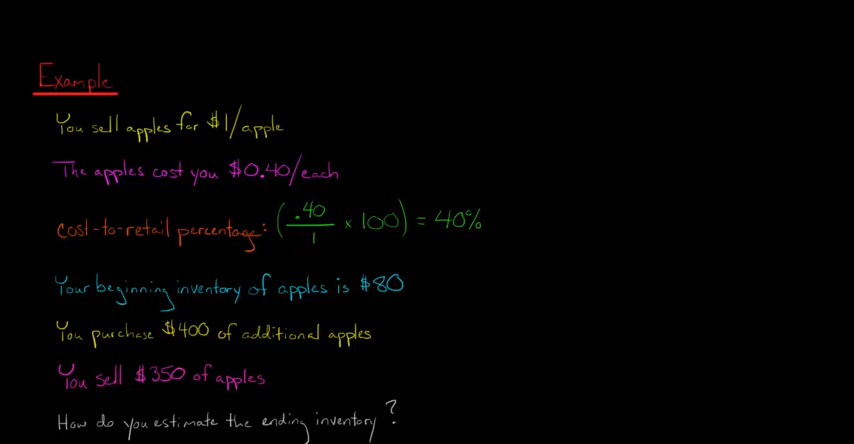 Example
You sell apples for $1/apple
The apples cost you $0.40/each
cost-to-retail percentage: (.40/1 × 100) = 40%
Your beginning inventory of apples is $80
You purchase $400 of additional apples
You sell $350 of apples
How do you estimate the ending inventory?